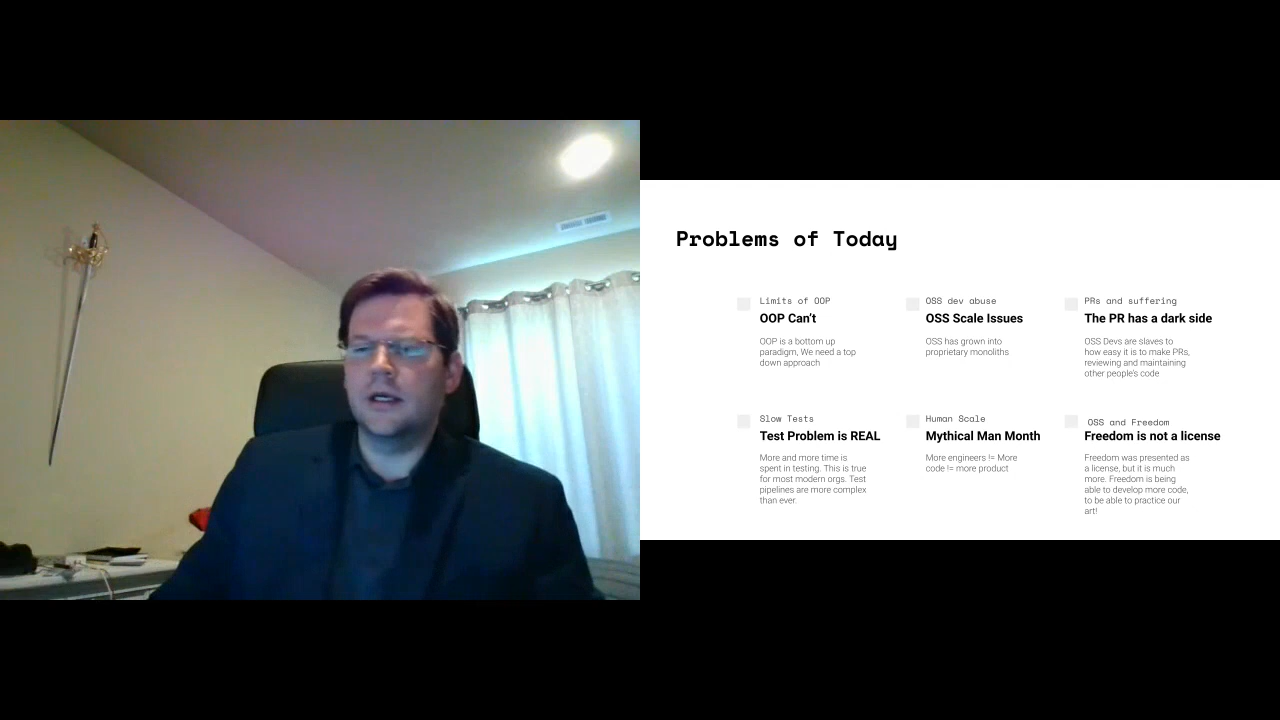 Problems of Today
Limits of OOP
OOP Can't
OOP is a bottom up
paradigm, We need a top
down approach
OSS dev abuse
OSS Scale Issues
OSS has grown into
proprietary monoliths
PRs and suffering
The PR has a dark side
OSS Devs are slaves to
how easy it is to make PRs,
reviewing and maintaining
other people's code
Slow Tests
Test Problem is REAL
More and more time is
spent in testing. This is true
for most modern orgs. Test
pipelines are more complex
than ever.
Human Scale
Mythical Man Month
More engineers != More
code != more product
OSS and Freedom
Freedom is not a license
Freedom was presented as
a license, but it is much
more. Freedom is being
able to develop more code,
to be able to practice our
art!